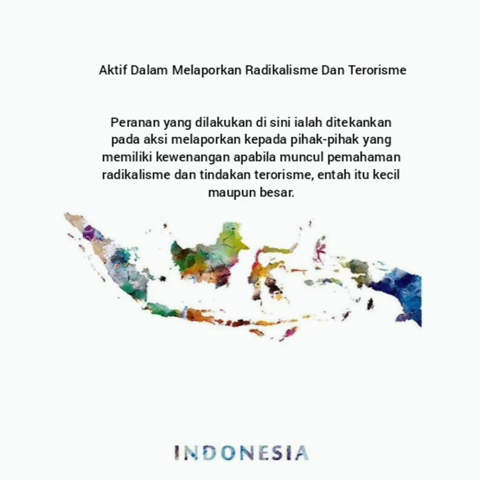 Aktif Dalam Melaporkan Radikalisme Dan Terorisme
Peranan yang dilakukan di sini ialah ditekankan
pada aksi melaporkan kepada pihak-pihak yang
memiliki kewenangan apabila muncul pemahaman
radikalisme dan tindakan terorisme, entah itu kecil
maupun besar.
INDONESIA